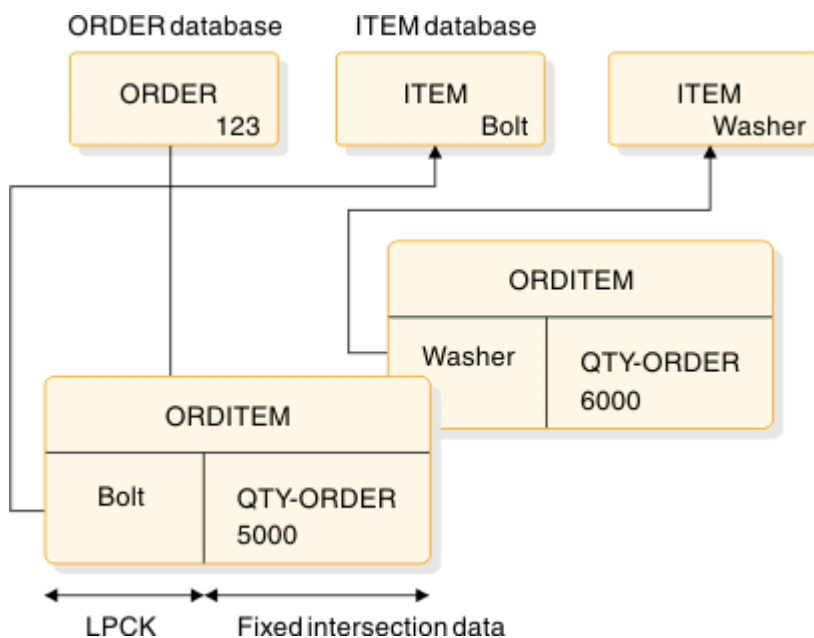 ORDER database
ITEM database
ORDER
123
ITEM
Bolt
ITEM
Washer
ORDITEM
Washer
QTY-ORDER
6000
ORDITEM
Bolt
QTY-ORDER
5000
LPCK
Fixed intersection data